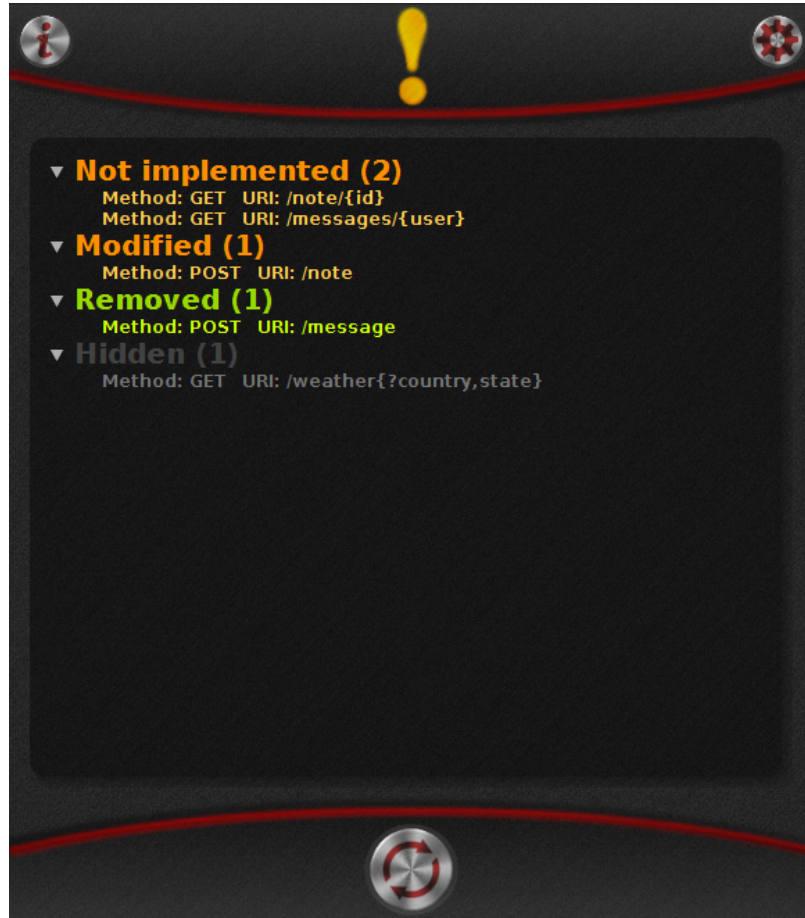 Not implemented (2)
Method: GET URI: /note/{id}
Method: GET URI: /messages/{user}
Modified (1)
Method: POST URI: /note
Removed (1)
Method: POST URI: /message
Hidden (1)
Method: GET URI: /weather{?country,state}